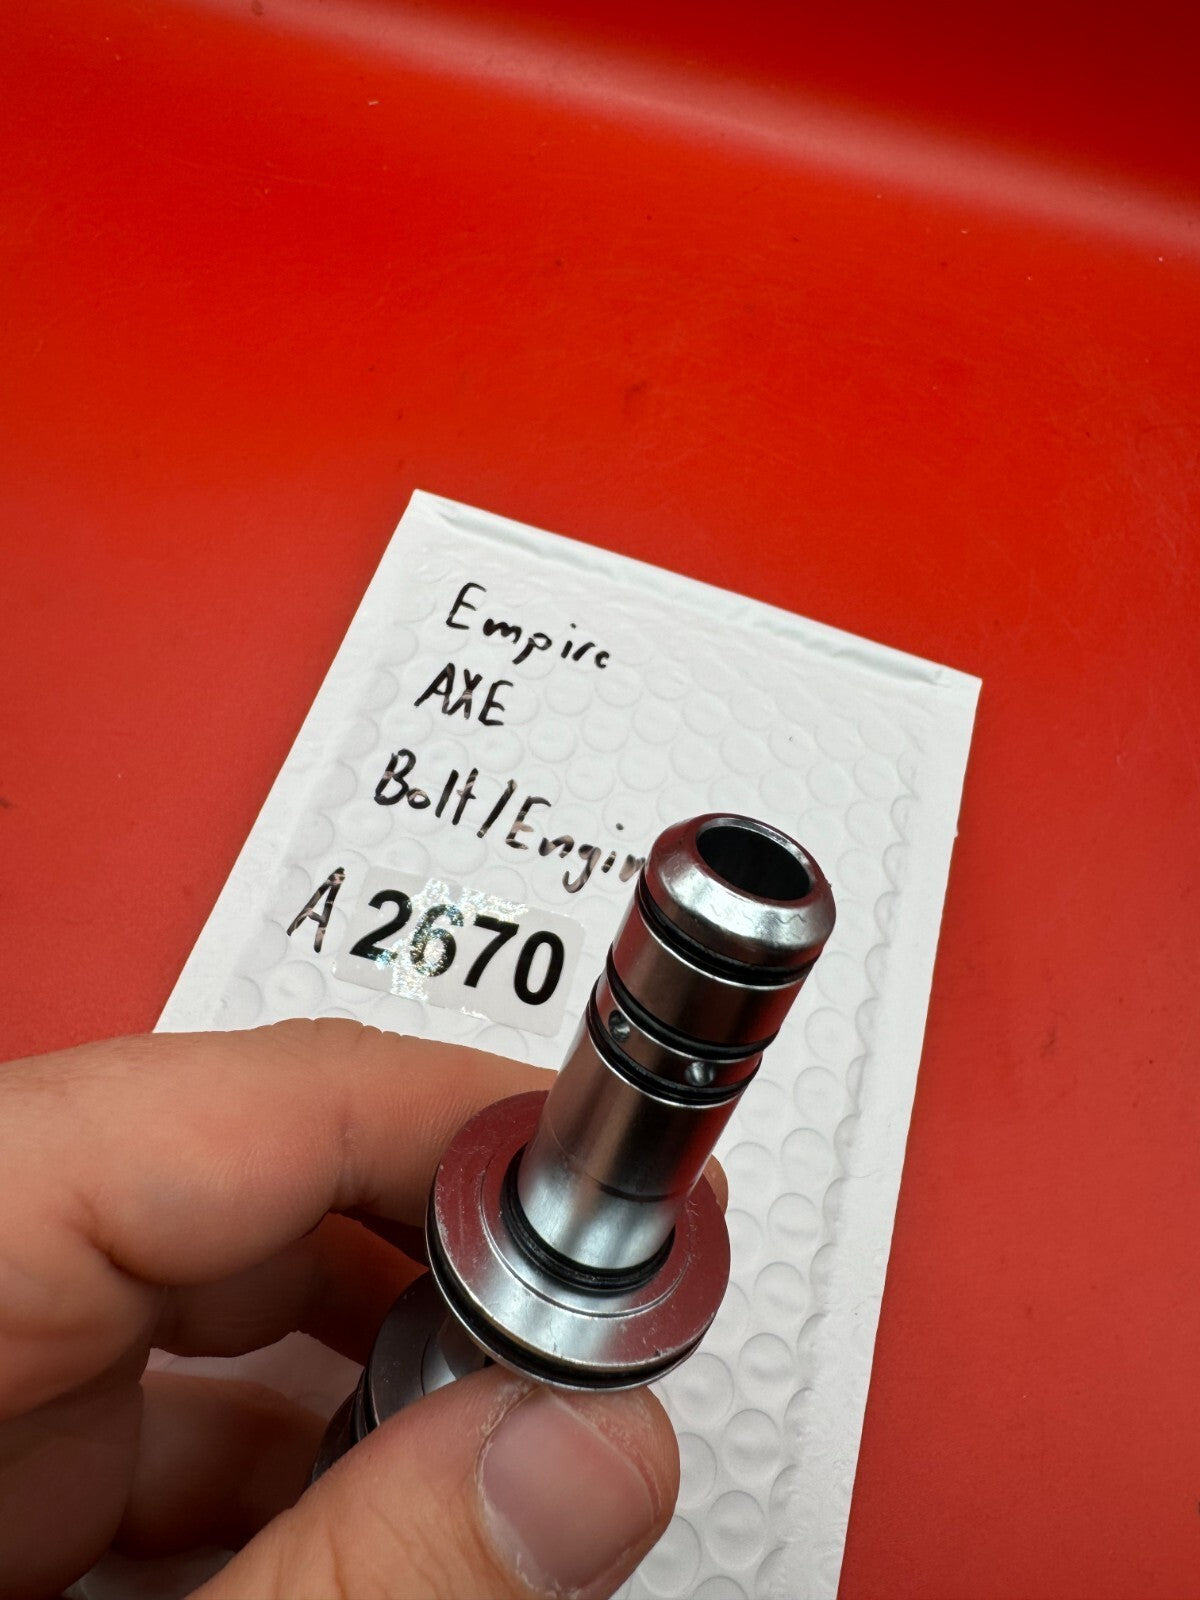 Empire
AXE
Bolt/Engin
A 2670